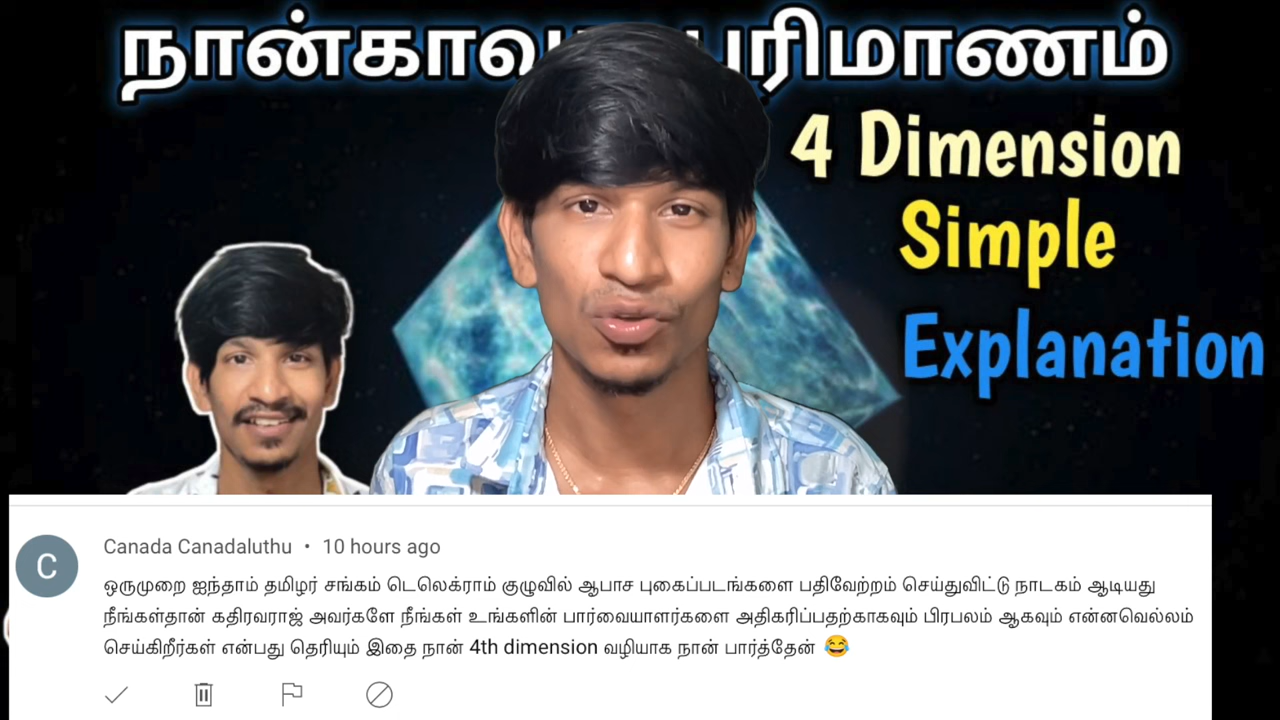 பரிமாணம்
4 Dimension
Simple
Explanation
C
Canada Canadaluthu • 10 hours ago
ஒருமுறை ஐந்தாம் தமிழர் சங்கம் டெலெக்ராம் குழுவில் ஆபாச புகைப்படங்களை பதிவேற்றம் செய்துவிட்டு நாடகம் ஆடியது
நீங்கள்தான் கதிரவராஜ் அவர்களே நீங்கள் உங்களின் பார்வையாளர்களை அதிகரிப்பதற்காகவும் பிரபலம் ஆகவும் என்னவெல்லம்
செய்கிறீர்கள் என்பது தெரியும் இதை நான் 4th dimension வழியாக நான் பார்த்தேன் 😂